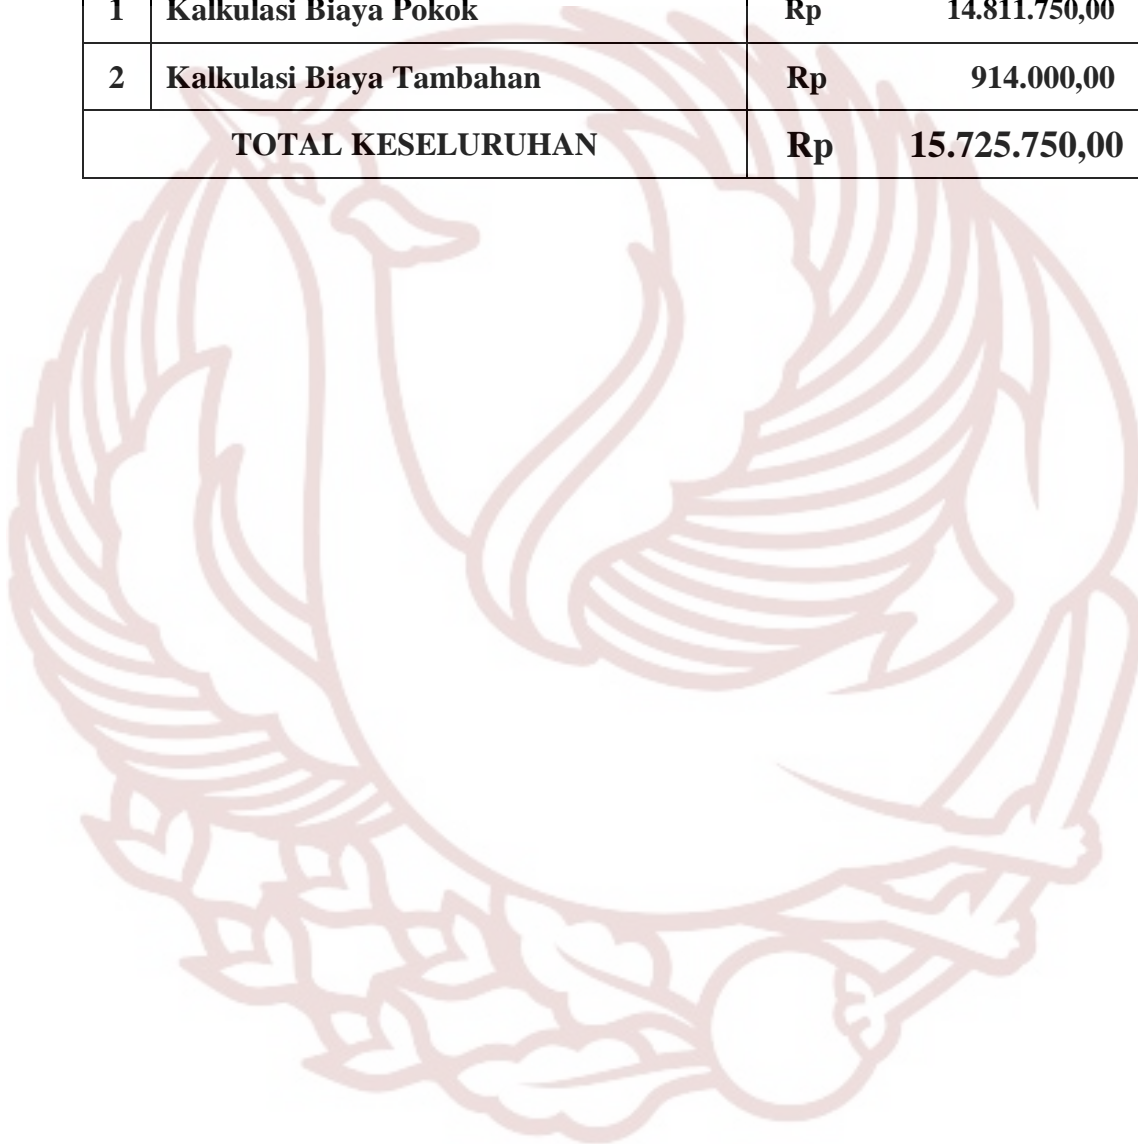 1 Kalkulasi Biaya Pokok Rp 14.811.750,00
2 Kalkulasi Biaya Tambahan Rp 914.000,00
TOTAL KESELURUHAN Rp 15.725.750,00